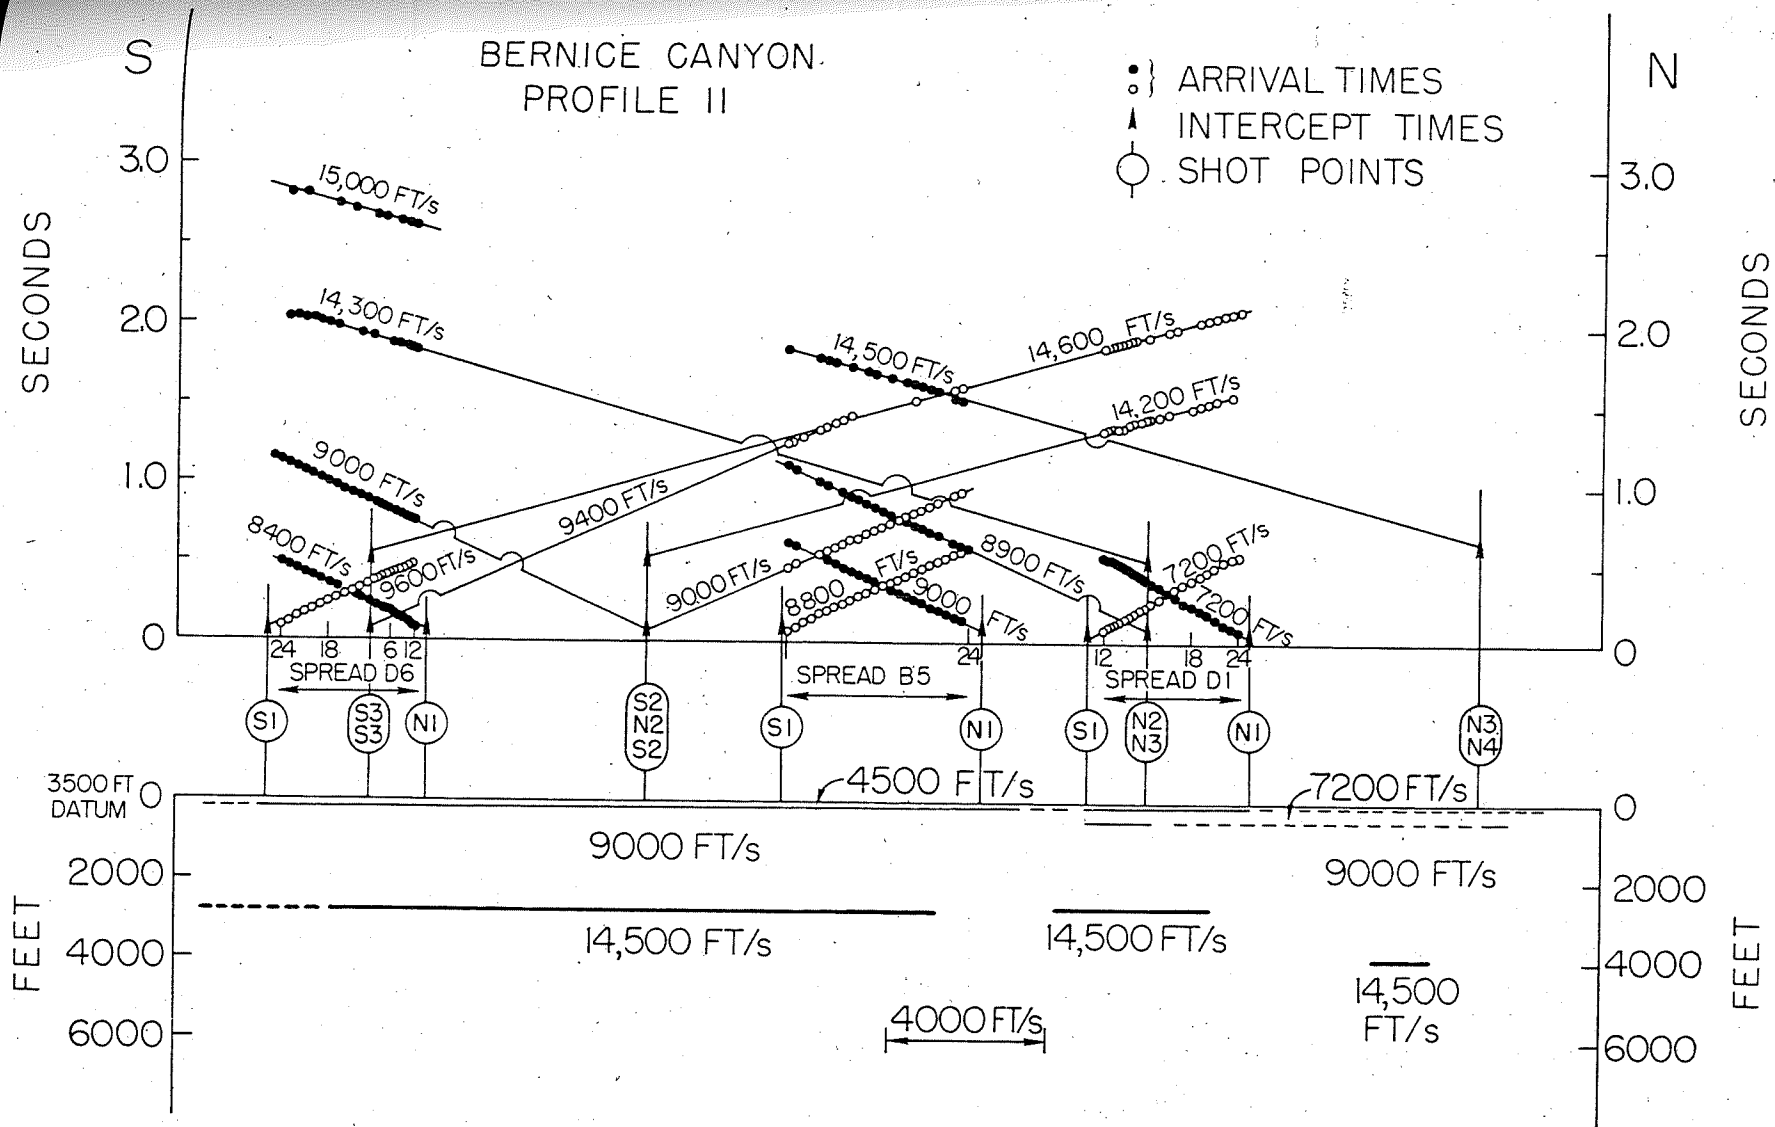 S
BERNICE CANYON
PROFILE II
ARRIVAL TIMES
INTERCEPT TIMES
SHOT POINTS
N
SECONDS
3.0
2.0
1.0
0
3.0
2.0
1.0
0
SECONDS
15,000 FT/s
14,300 FT/s
9000 FT/s
8400 FT/s
9600 FT/s
9400 FT/s
14,500 FT/s
14,600 FT/s
14,200 FT/s
9000 FT/s
8800 FT/s
9000 FT/s
8900 FT/s
7200 FT/s
7200 FT/s
24 18 6 12
SPREAD D6
24
SPREAD B5
12 18 24
SPREAD D1
S1
S3
S3
N1
S2
N2
S2
S1
N1
S1
N2
N3
N1
N3
N4
3500 FT
DATUM
0
2000
4000
6000
FEET
4500 FT/s
7200 FT/s
9000 FT/s
9000 FT/s
14,500 FT/s
14,500 FT/s
14,500
FT/s
4000 FT/s
0
2000
4000
6000
FEET